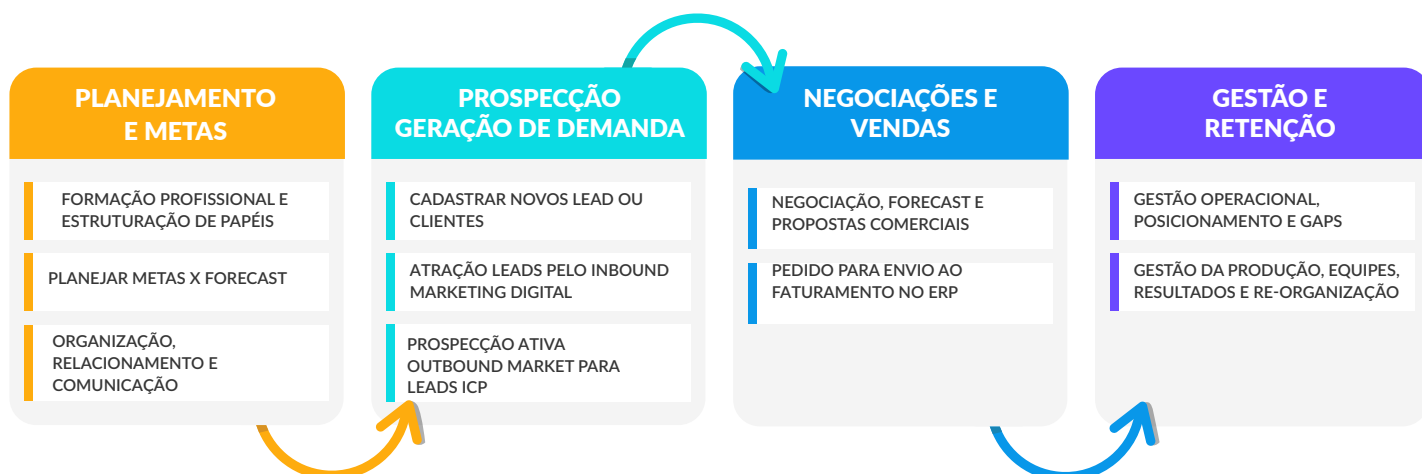 PLANEJAMENTO
E METAS
FORMAÇÃO PROFISSIONAL E
ESTRUTURAÇÃO DE PAPÉIS
PLANEJAR METAS X FORECAST
ORGANIZAÇÃO,
RELACIONAMENTO E
COMUNICAÇÃO
PROSPECÇÃO
GERAÇÃO DE DEMANDA
CADASTRAR NOVOS LEAD OU
CLIENTES
ATRAÇÃO LEADS PELO INBOUND
MARKETING DIGITAL
PROSPECÇÃO ATIVA
OUTBOUND MARKET PARA
LEADS ICP
NEGOCIAÇÕES E
VENDAS
NEGOCIAÇÃO, FORECAST E
PROPOSTAS COMERCIAIS
PEDIDO PARA ENVIO AO
FATURAMENTO NO ERP
GESTÃO E
RETENÇÃO
GESTÃO OPERACIONAL,
POSICIONAMENTO E GAPS
GESTÃO DA PRODUÇÃO, EQUIPES,
RESULTADOS E RE-ORGANIZAÇÃO